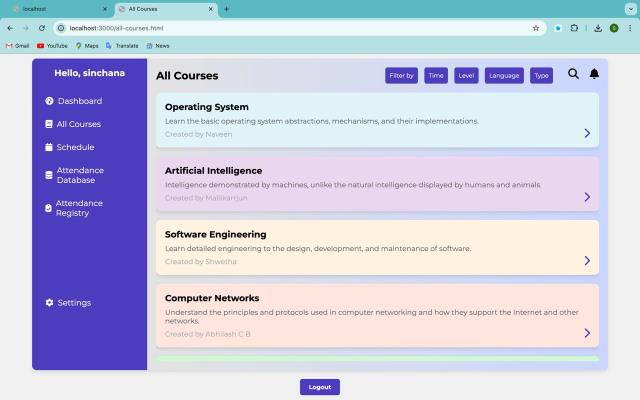 localhost
All Courses
localhost:3000/all-courses.html
Gmail
YouTube
Maps
Translate
News
Hello, sinchana
Dashboard
All Courses
Schedule
Attendance
Database
Attendance
Registry
Settings
All Courses
Filter by
Time
Level
Language
Type
Operating System
Learn the basic operating system abstractions, mechanisms, and their implementations.
Created by Naveen
Artificial Intelligence
Intelligence demonstrated by machines, unlike the natural intelligence displayed by humans and animals.
Created by Mallikarrjun
Software Engineering
Learn detailed engineering to the design, development, and maintenance of software.
Created by Shwetha
Computer Networks
Understand the principles and protocols used in computer networking and how they support the Internet and other
networks.
Created by Abhilash C B
Logout